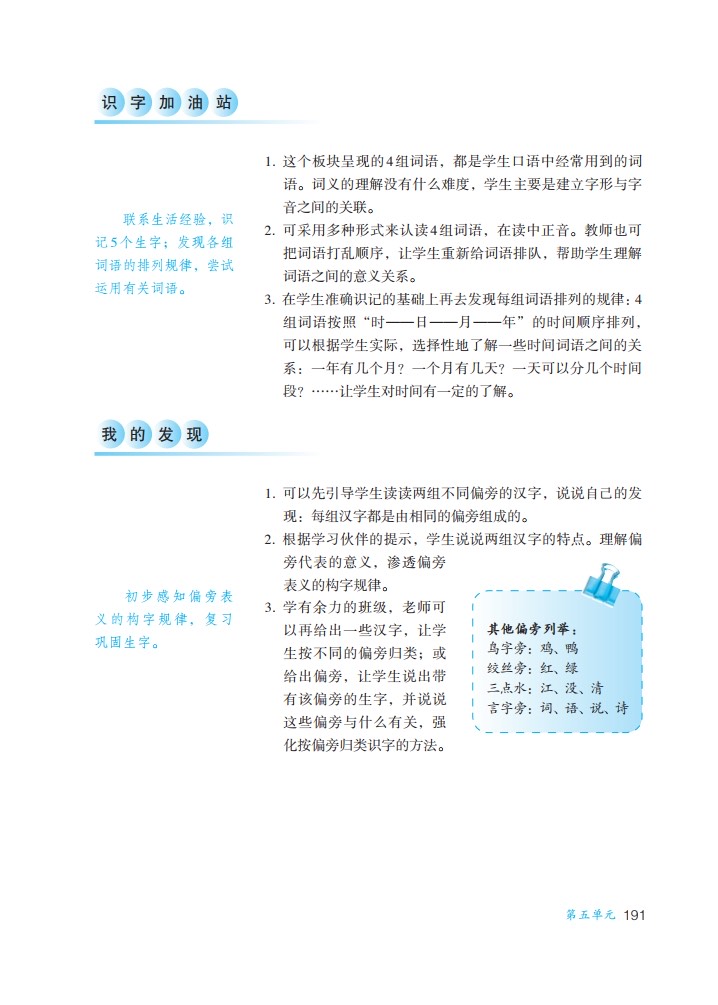 识字加油站
联系生活经验，识
记5个生字；发现各组
词语的排列规律，尝试
运用有关词语。
1. 这个板块呈现的4组词语，都是学生口语中经常用到的词
语。词义的理解没有什么难度，学生主要是建立字形与字
音之间的关联。
2. 可采用多种形式来认读4组词语，在读中正音。教师也可
把词语打乱顺序，让学生重新给词语排队，帮助学生理解
词语之间的意义关系。
3. 在学生准确识记的基础上再去发现每组词语排列的规律：4
组词语按照“时——日——月——年”的时间顺序排列，
可以根据学生实际，选择性地了解一些时间词语之间的关
系：一年有几个月？一个月有几天？一天可以分几个时间
段？……让学生对时间有一定的了解。
我的发现
初步感知偏旁表
义的构字规律，复习
巩固生字。
1. 可以先引导学生读读两组不同偏旁的汉字，说说自己的发
现：每组汉字都是由相同的偏旁组成的。
2. 根据学习伙伴的提示，学生说说两组汉字的特点。理解偏
旁代表的意义，渗透偏旁
表义的构字规律。
3. 学有余力的班级，老师可
以再给出一些汉字，让学
生按不同的偏旁归类；或
给出偏旁，让学生说出带
有该偏旁的生字，并说说
这些偏旁与什么有关，强
化按偏旁归类识字的方法。
其他偏旁列举：
鸟字旁：鸡、鸭
绞丝旁：红、绿
三点水：江、没、清
言字旁：词、语、说、诗
第五单元 191